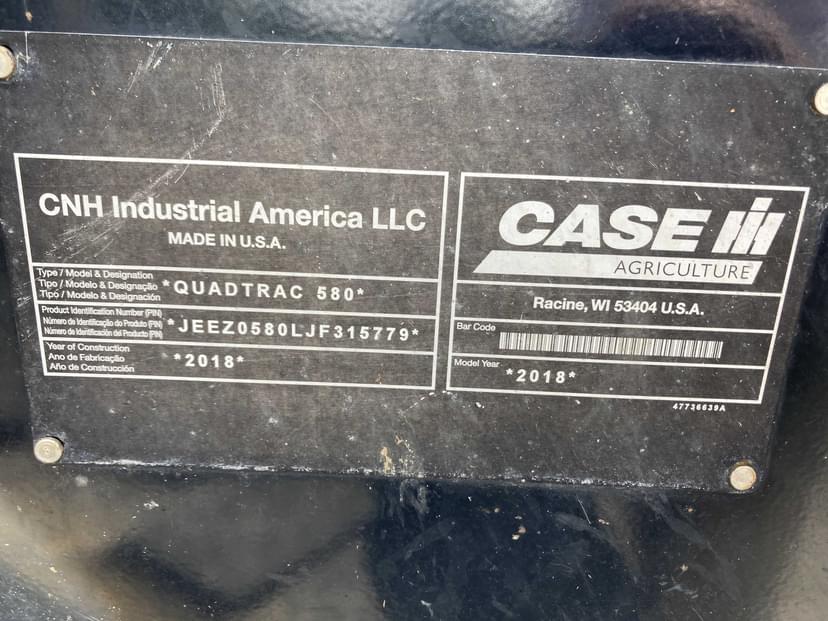 CNH Industrial America LLC
MADE IN U.S.A.
Type / Model & Designation
Tipo / Modelo & Designação
Tipo / Modelo & Designación
*QUADTRAC 580*
Product Identification Number (PIN)
Número de Identificação do Produto (PIN)
Número de Identificación del Producto (PIN)
*JEEZ0580LJF315779*
Year of Construction
Ano de Fabricação
Año de Construcción
*2018*
CASE IH
AGRICULTURE
Racine, WI 53404 U.S.A.
Bar Code
Model Year
*2018*
47736639A